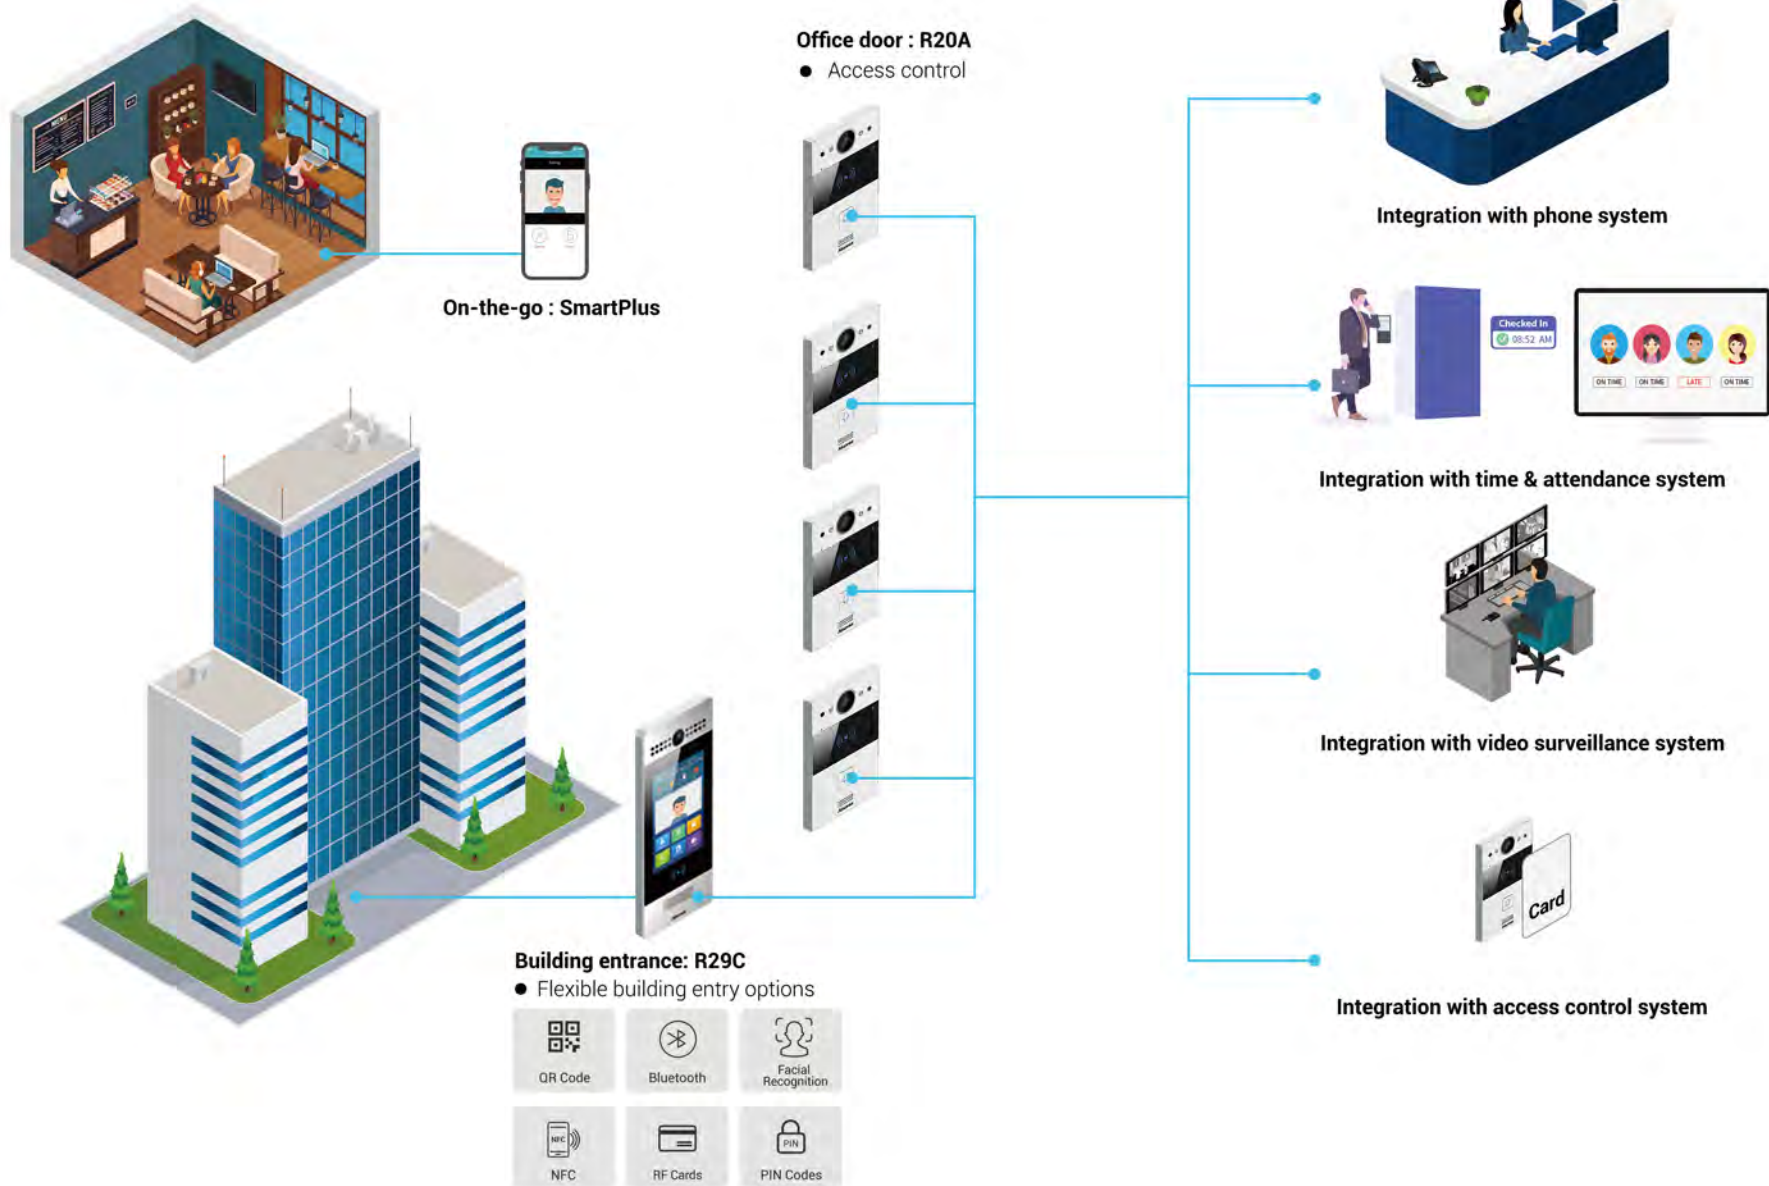 Office door : R20A
● Access control
MENU
On-the-go : SmartPlus
Integration with phone system
Checked In
08:52 AM
ON TIME
ON TIME
LATE
ON TIME
Integration with time & attendance system
Integration with video surveillance system
Card
Integration with access control system
Building entrance: R29C
● Flexible building entry options
QR Code
Bluetooth
Facial
Recognition
NFC
NFC
RF Cards
PIN
PIN Codes